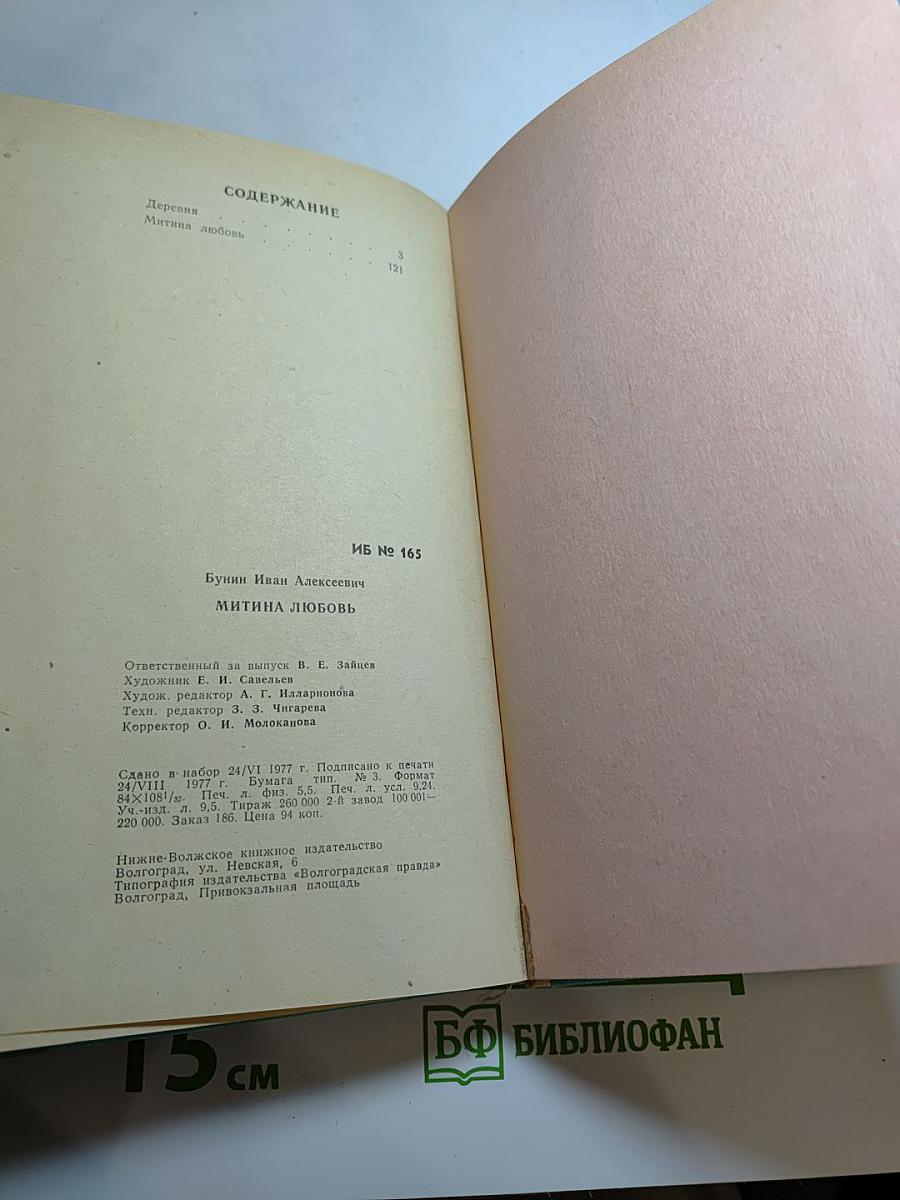 СОДЕРЖАНИЕ
Деревня . . . . . . 3
Митина любовь . . . . . 121
ИБ № 165
Бунин Иван Алексеевич
МИТИНА ЛЮБОВЬ
Ответственный за выпуск В. Е. Зайцев
Художник Е. И. Савельев
Худож. редактор А. Г. Илларионова
Техн. редактор З. З. Чигарева
Корректор О. И. Молоканова
Сдано в набор 24/VI 1977 г. Подписано к печати
24/VIII 1977 г. Бумага тип. № 3. Формат
84×108¹/₃₂. Печ. л. физ. 5,5. Печ. л. усл. 9,24.
Уч.-изд. л. 9,5. Тираж 260 000 2-й завод 100 001—
220 000. Заказ 186. Цена 94 коп.
Нижне-Волжское книжное издательство
Волгоград, ул. Невская, 6
Типография издательства «Волгоградская правда»
Волгоград, Привокзальная площадь
15 см
БФ БИБЛИОФАН